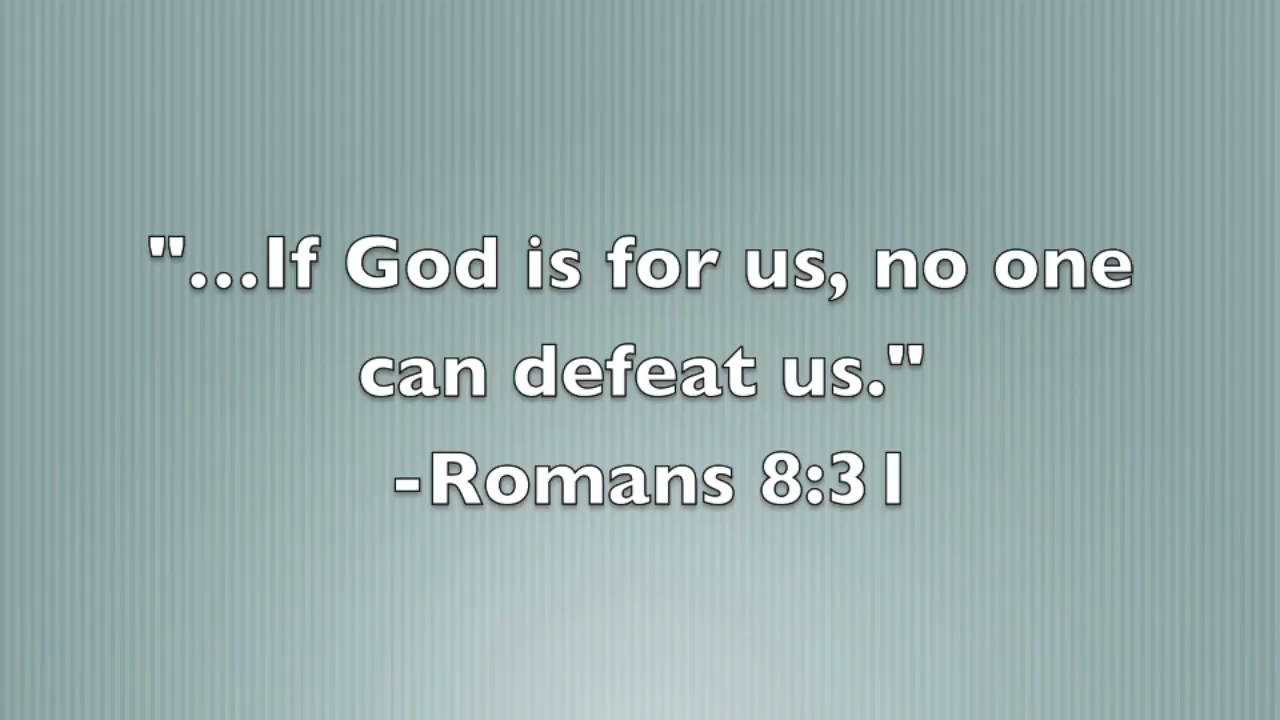 "...If God is for us, no one
can defeat us."
-Romans 8:31